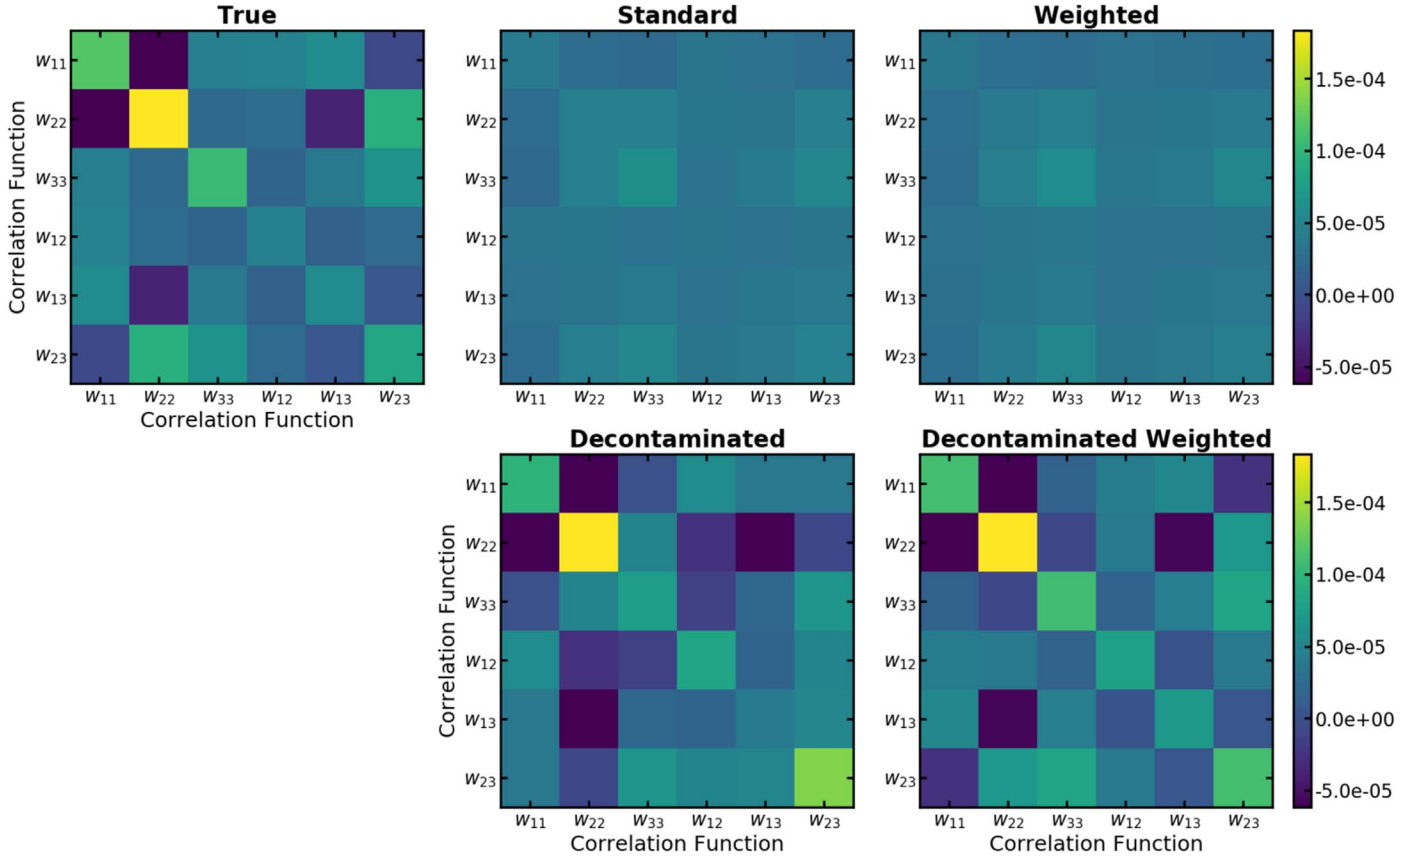 True
Standard
Weighted
Correlation Function
w11
w22
w33
w12
w13
w23
w11 w22 w33 w12 w13 w23
Correlation Function
w11
w22
w33
w12
w13
w23
w11 w22 w33 w12 w13 w23
w11
w22
w33
w12
w13
w23
w11 w22 w33 w12 w13 w23
1.5e-04
1.0e-04
5.0e-05
0.0e+00
-5.0e-05
Decontaminated
Decontaminated Weighted
Correlation Function
w11
w22
w33
w12
w13
w23
w11 w22 w33 w12 w13 w23
Correlation Function
w11
w22
w33
w12
w13
w23
w11 w22 w33 w12 w13 w23
Correlation Function
1.5e-04
1.0e-04
5.0e-05
0.0e+00
-5.0e-05